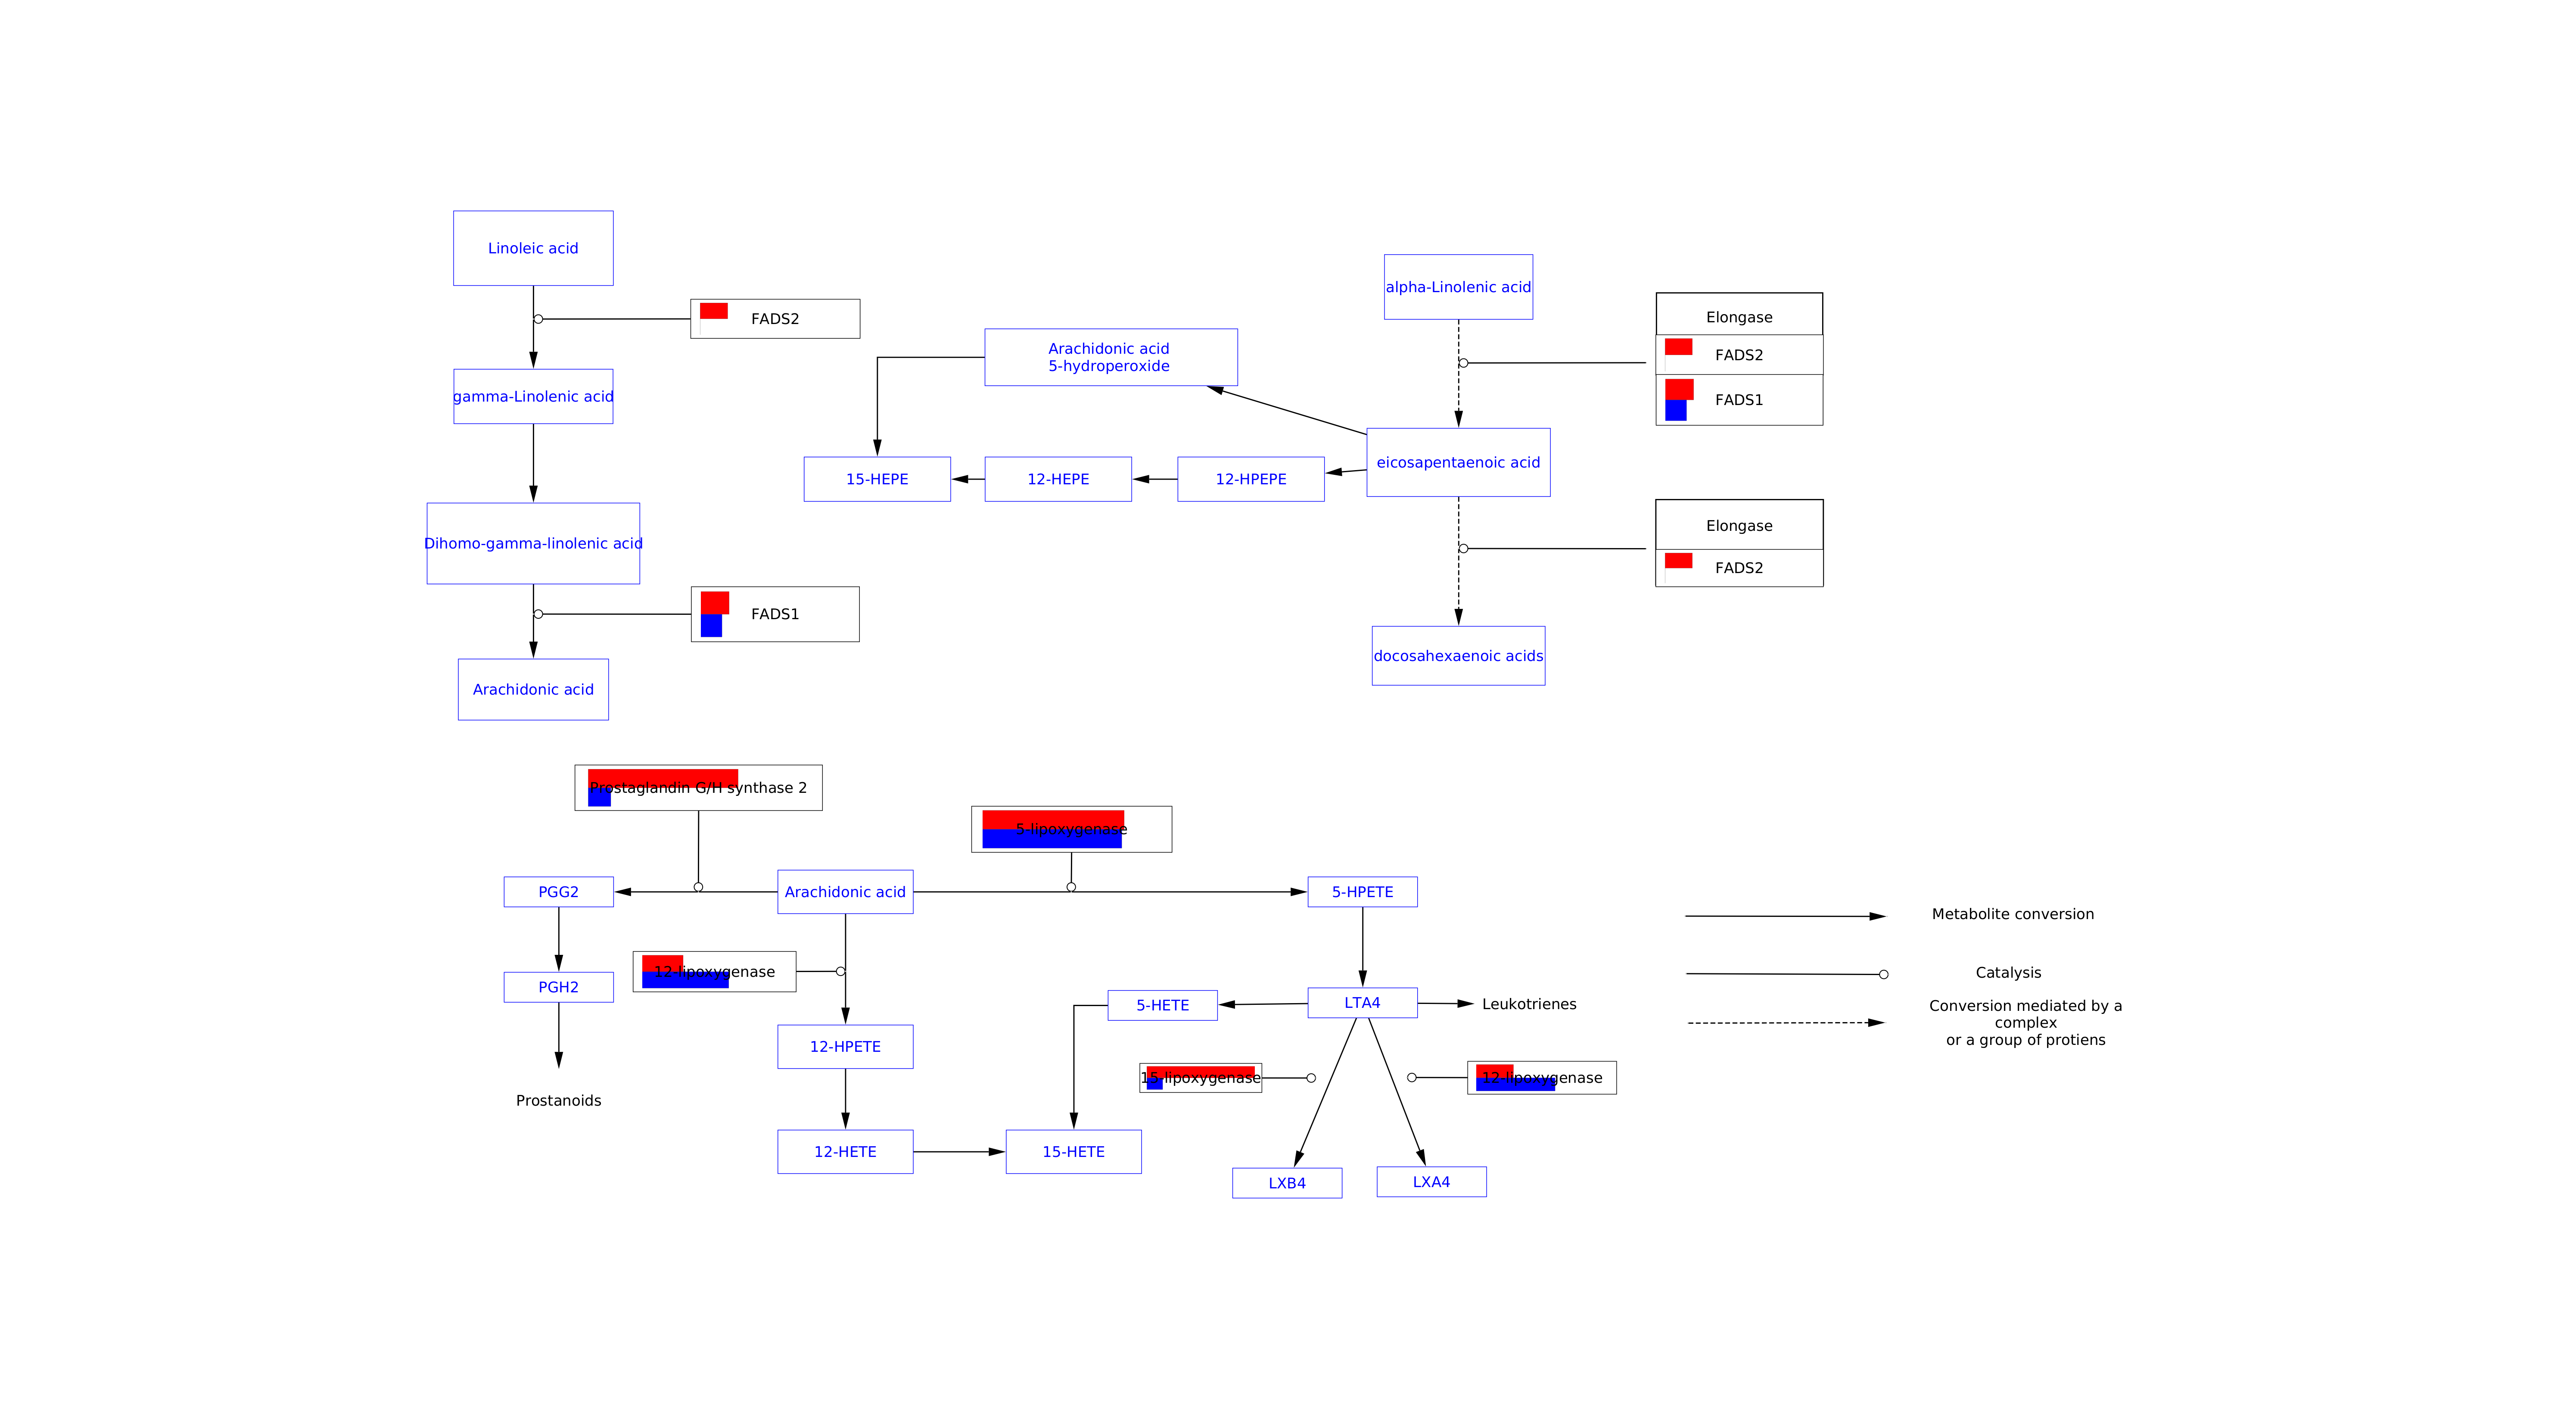 Linoleic acid
FADS2
gamma-Linolenic acid
Dihomo-gamma-linolenic acid
FADS1
Arachidonic acid
alpha-Linolenic acid
Elongase
FADS2
FADS1
Arachidonic acid
5-hydroperoxide
eicosapentaenoic acid
15-HEPE
12-HEPE
12-HPEPE
Elongase
FADS2
docosahexaenoic acids
Prostaglandin G/H synthase 2
5-lipoxygenase
PGG2
Arachidonic acid
5-HPETE
12-lipoxygenase
PGH2
5-HETE
LTA4
Leukotrienes
12-HPETE
15-lipoxygenase
12-lipoxygenase
Prostanoids
12-HETE
15-HETE
LXB4
LXA4
Metabolite conversion
Catalysis
Conversion mediated by a
complex
or a group of protiens